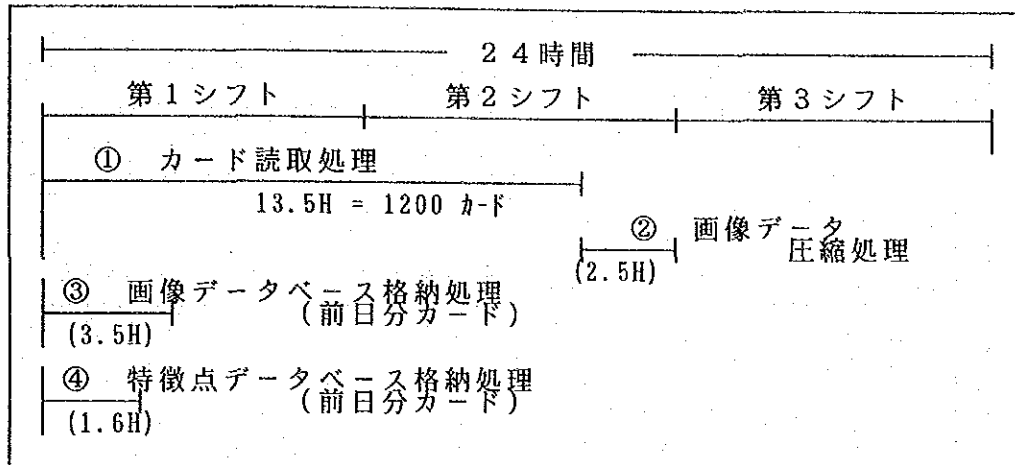 24時間
第1シフト 第2シフト 第3シフト
① カード読取処理
13.5H = 1200 カード
② 画像データ
圧縮処理
(2.5H)
③ 画像データベース格納処理
(前日分カード)
(3.5H)
④ 特徴点データベース格納処理
(前日分カード)
(1.6H)